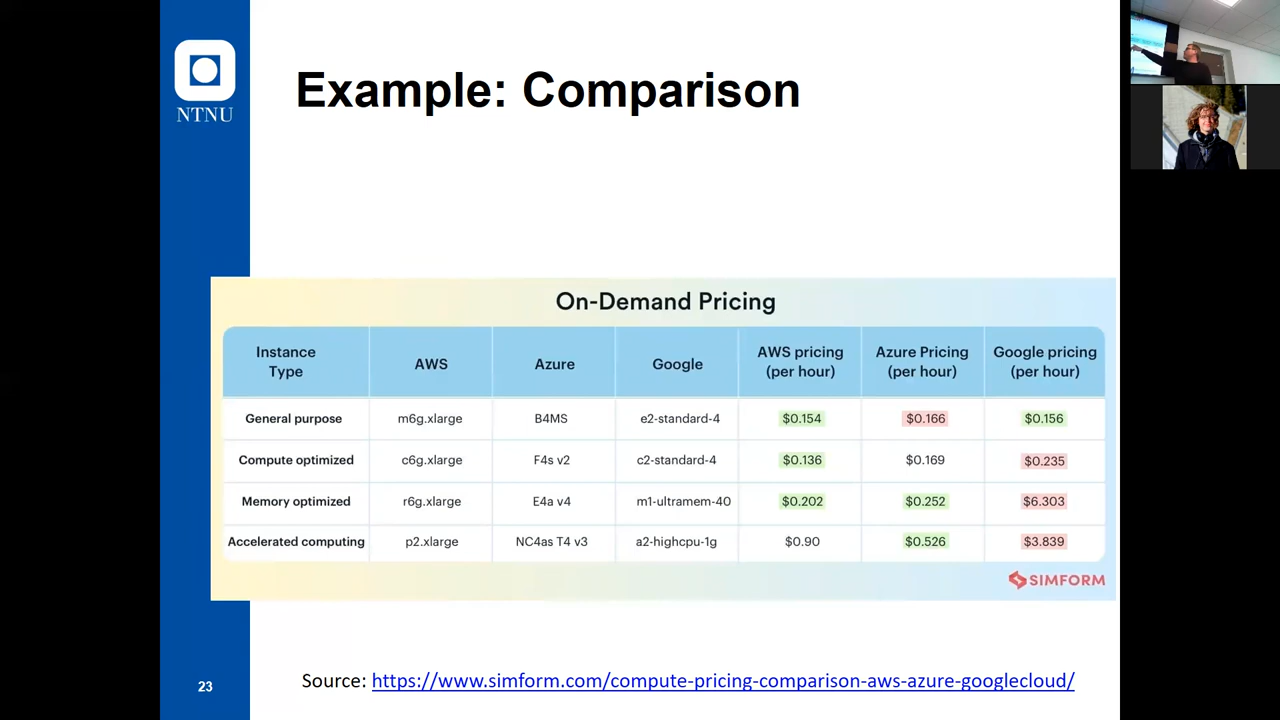 NTNU
Example: Comparison
On-Demand Pricing
Instance Type AWS Azure Google AWS pricing (per hour) Azure Pricing (per hour) Google pricing (per hour)
General purpose m6g.xlarge B4MS e2-standard-4 $0.154 $0.166 $0.156
Compute optimized c6g.xlarge F4s v2 c2-standard-4 $0.136 $0.169 $0.235
Memory optimized r6g.xlarge E4a v4 m1-ultramem-40 $0.202 $0.252 $6.303
Accelerated computing p2.xlarge NC4as T4 v3 a2-highcpu-1g $0.90 $0.526 $3.839
SIMFORM
23
Source: https://www.simform.com/compute-pricing-comparison-aws-azure-googlecloud/